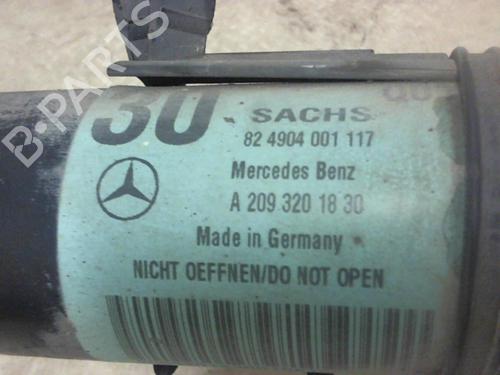 30 SACHS
82 4904 001 117
Mercedes Benz
A 209 320 18 30
Made in Germany
NICHT OEFFNEN/DO NOT OPEN
B-PARTS